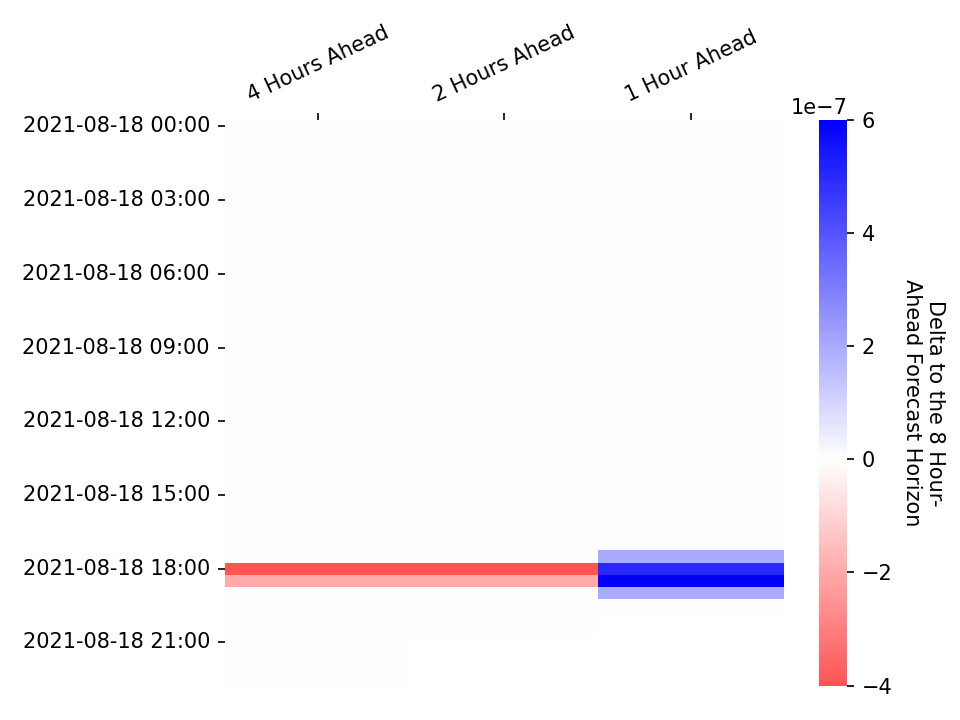 4 Hours Ahead
2 Hours Ahead
1 Hour Ahead
2021-08-18 00:00
2021-08-18 03:00
2021-08-18 06:00
2021-08-18 09:00
2021-08-18 12:00
2021-08-18 15:00
2021-08-18 18:00
2021-08-18 21:00
1e−7
6
4
2
0
−2
−4
Delta to the 8 Hour-
Ahead Forecast Horizon